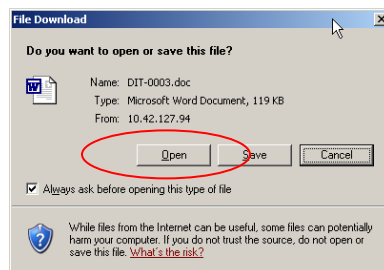 File Download
Do you want to open or save this file?
Name: DIT-0003.doc
Type: Microsoft Word Document, 119 KB
From: 10.42.127.94
Open Save Cancel
Always ask before opening this type of file
While files from the Internet can be useful, some files can potentially
harm your computer. If you do not trust the source, do not open or
save this file. What's the risk?